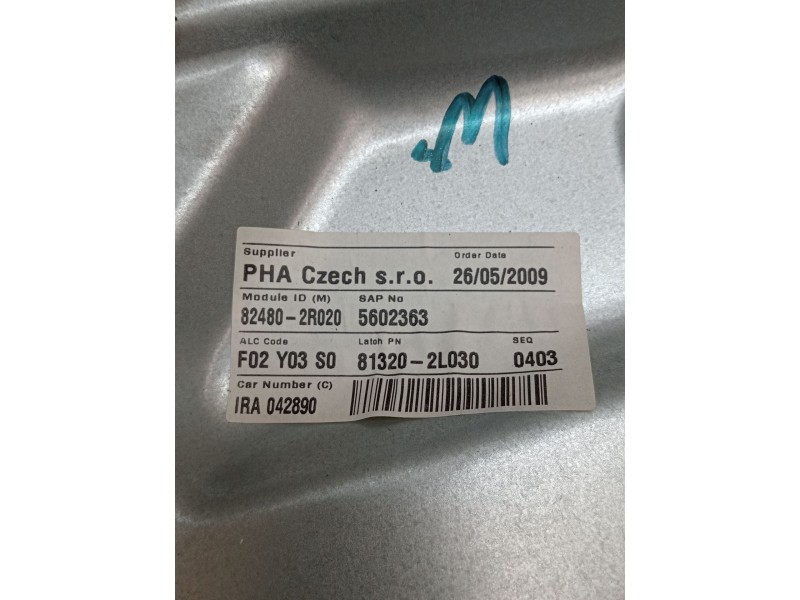 M
Supplier Order Date
PHA Czech s.r.o. 26/05/2009
Module ID (M) SAP No
82480-2R020 5602363
ALC Code Latch PN SEQ
F02 Y03 S0 81320-2L030 0403
Car Number (C)
IRA 042890